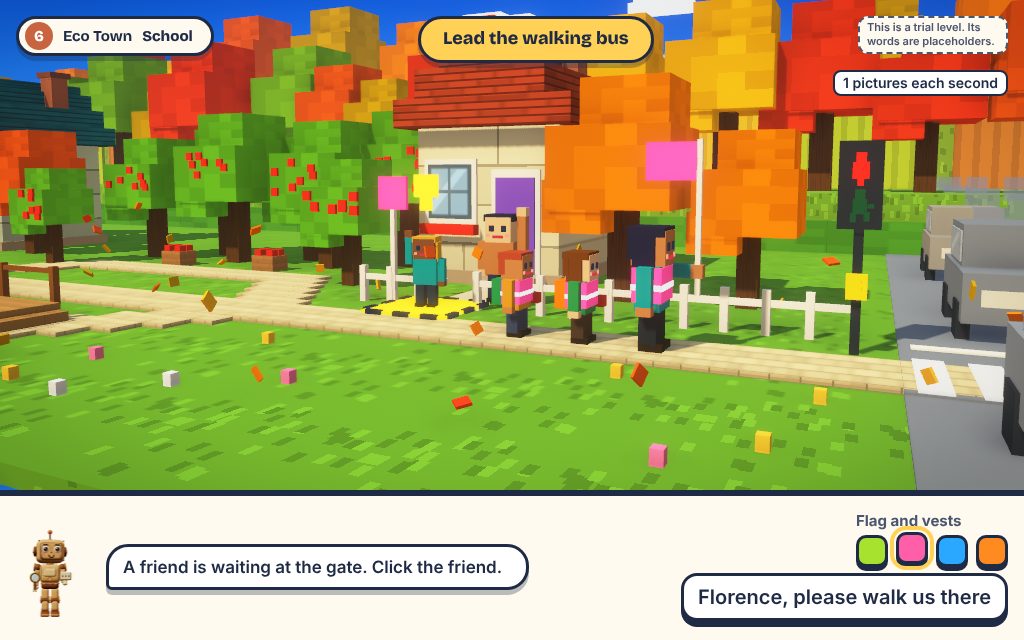 6 Eco Town School
Lead the walking bus
This is a trial level. Its
words are placeholders.
1 pictures each second
A friend is waiting at the gate. Click the friend.
Flag and vests
Florence, please walk us there